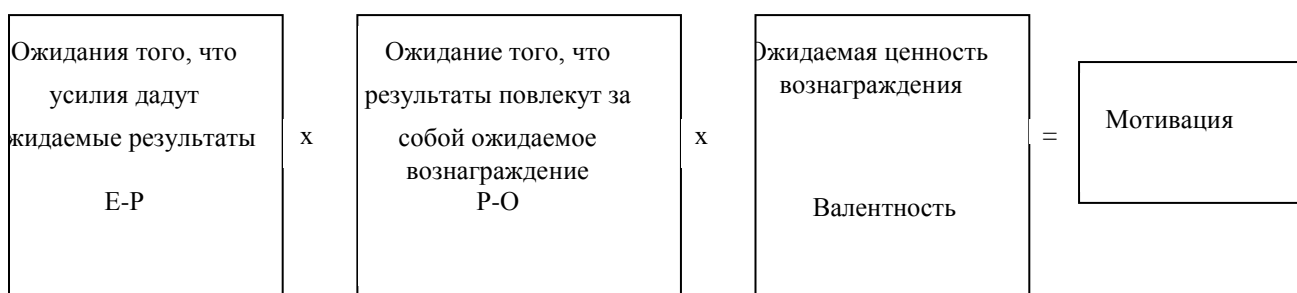 Ожидания того, что
усилия дадут
жидаемые результаты
E-P
x
Ожидание того, что
результаты повлекут за
собой ожидаемое
вознаграждение
P-O
x
Ожидаемая ценность
вознаграждения
Валентность
=
Мотивация